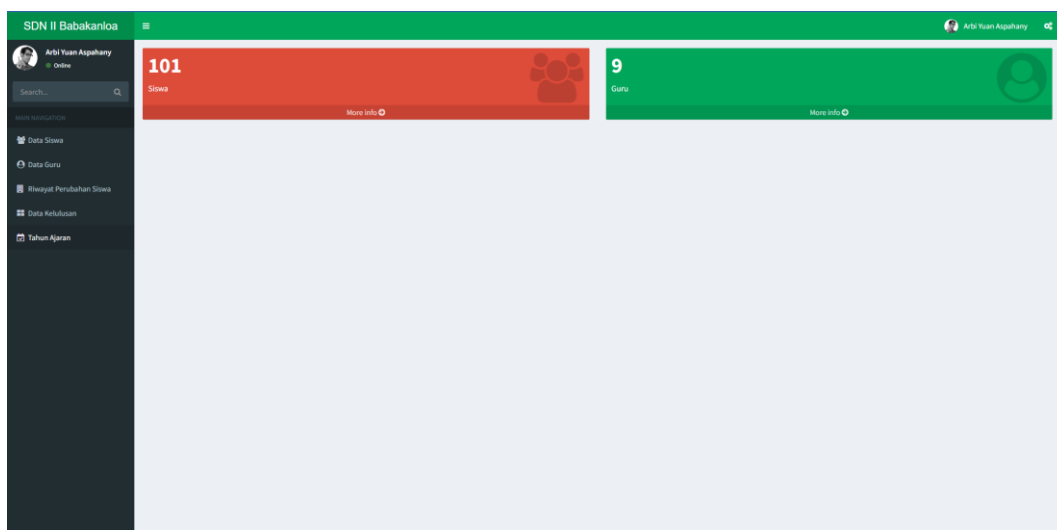 SDN II Babakanloa
Arbi Yuan Aspahany
Arbi Yuan Aspahany
Online
Search...
MAIN NAVIGATION
Data Siswa
Data Guru
Riwayat Perubahan Siswa
Data Kelulusan
Tahun Ajaran
101
Siswa
More info
9
Guru
More info